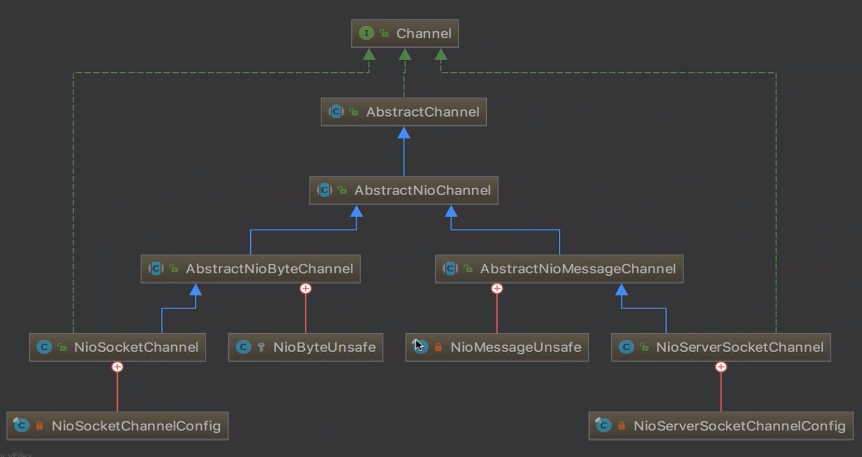 Channel
AbstractChannel
AbstractNioChannel
AbstractNioByteChannel
AbstractNioMessageChannel
NioSocketChannel
NioByteUnsafe
NioMessageUnsafe
NioServerSocketChannel
NioSocketChannelConfig
NioServerSocketChannelConfig